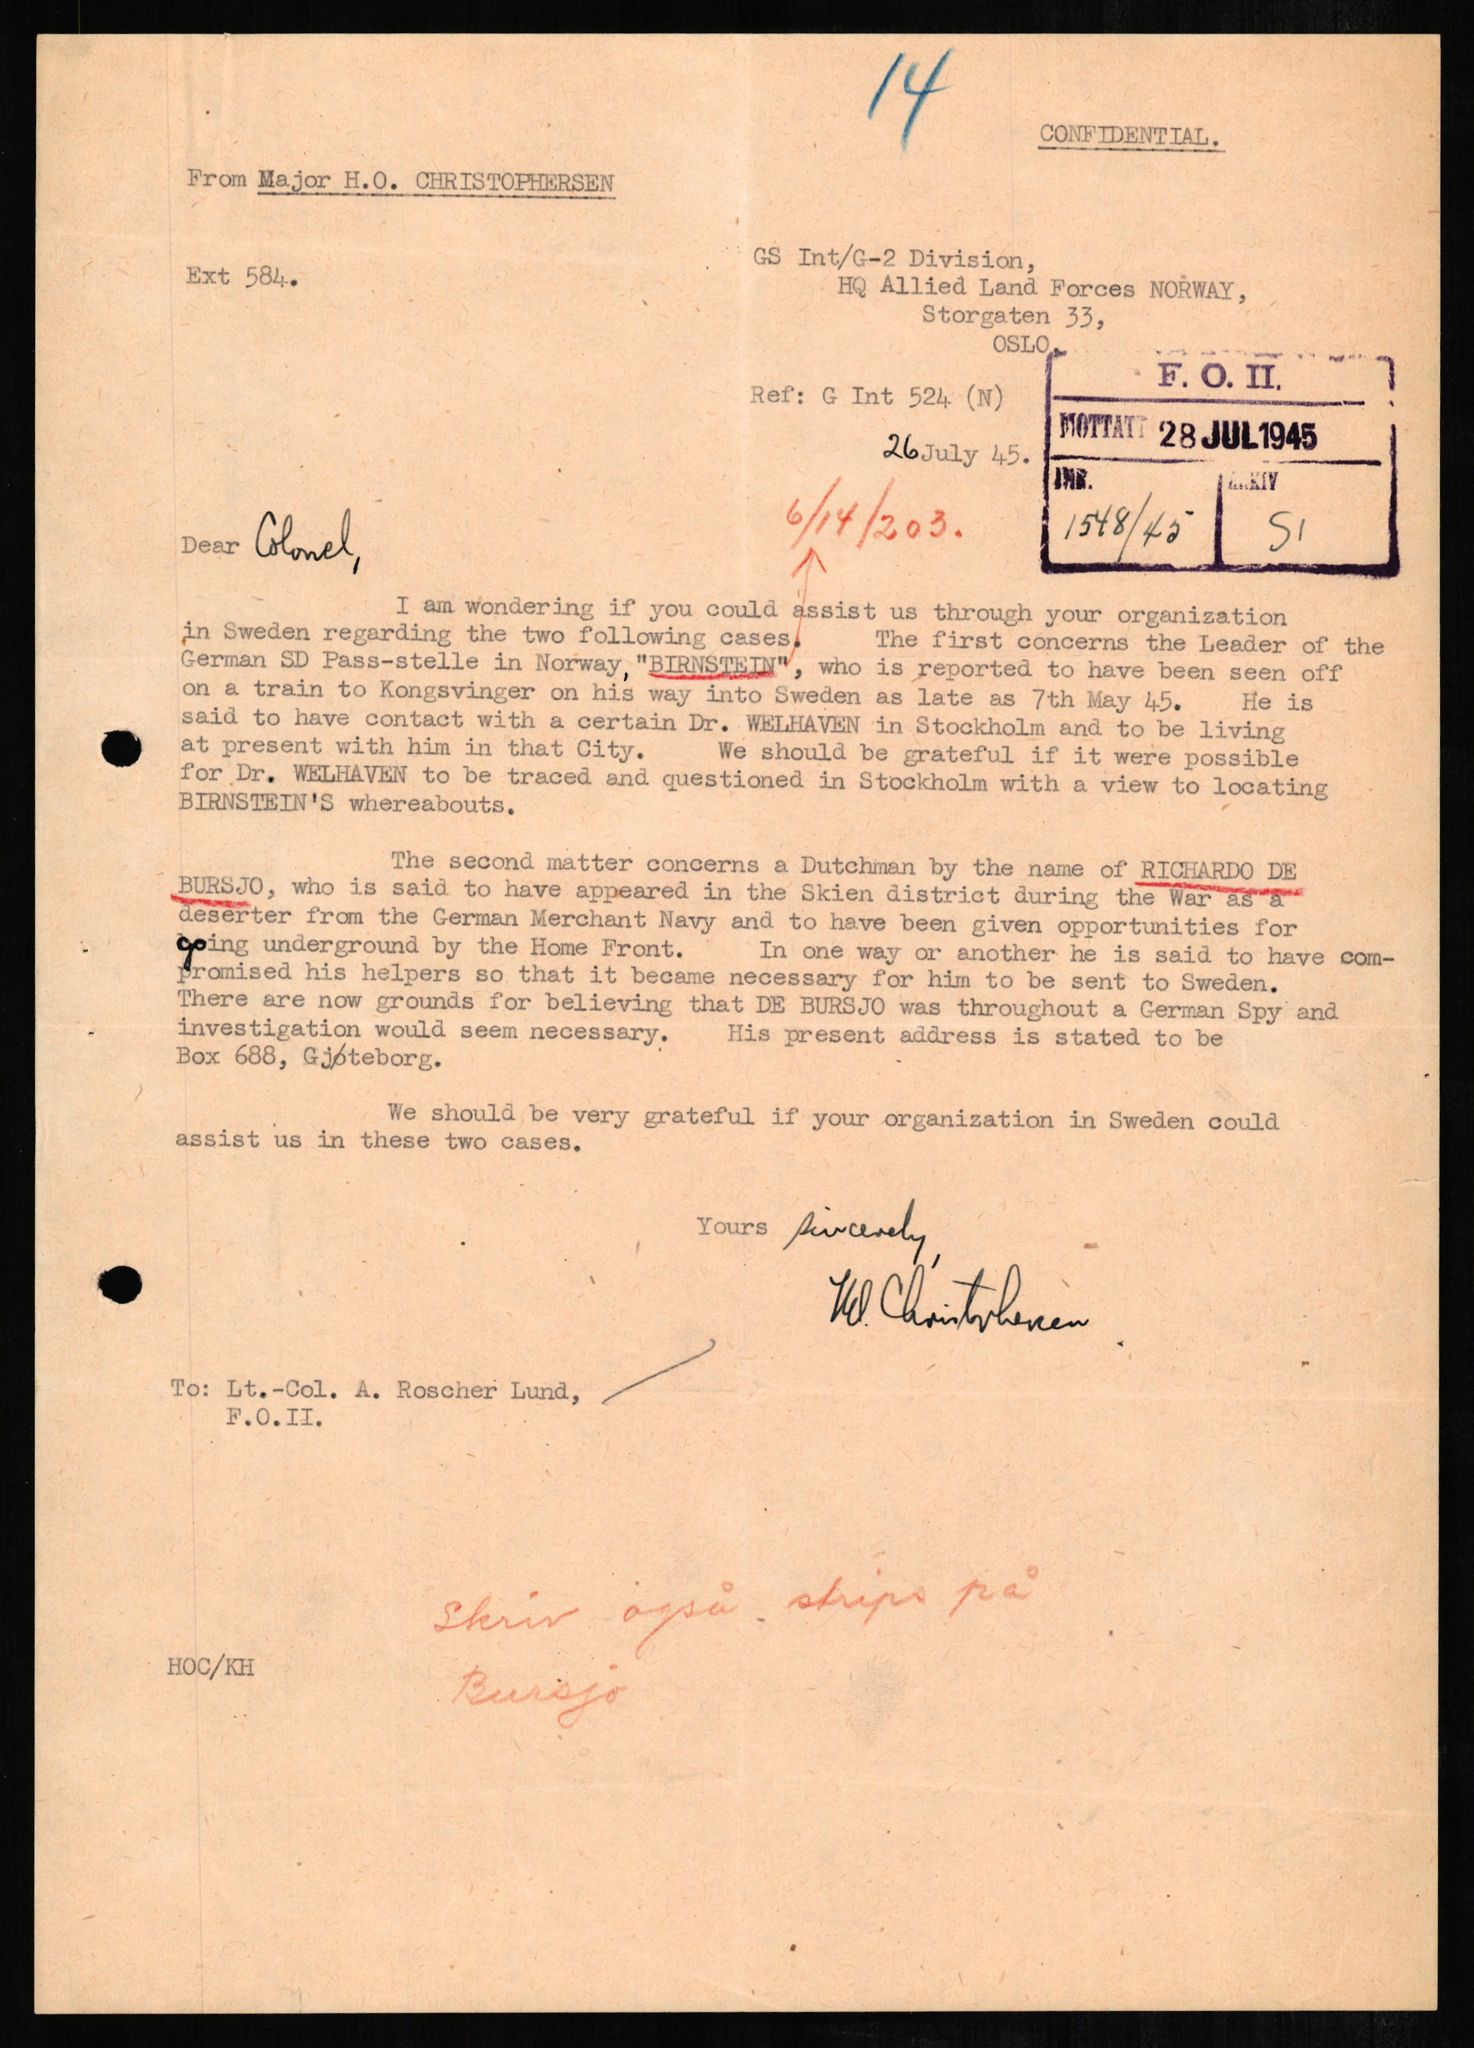 14
CONFIDENTIAL.
From Major H.O. CHRISTOPHERSEN
Ext 584.
GS Int/G-2 Division,
HQ Allied Land Forces NORWAY,
Storgaten 33,
OSLO.
F. O. II.
MOTTATT 28 JUL 1945
JNR. ARKIV
1548/45 51
Ref: G Int 524 (N)
26 July 45.
6/14/203.
Dear Colonel,
I am wondering if you could assist us through your organization
in Sweden regarding the two following cases. The first concerns the Leader of the
German SD Pass-stelle in Norway, "BIRNSTEIN", who is reported to have been seen off
on a train to Kongsvinger on his way into Sweden as late as 7th May 45. He is
said to have contact with a certain Dr. WELHAVEN in Stockholm and to be living
at present with him in that City. We should be grateful if it were possible
for Dr. WELHAVEN to be traced and questioned in Stockholm with a view to locating
BIRNSTEIN'S whereabouts.
The second matter concerns a Dutchman by the name of RICHARDO DE
BURSJO, who is said to have appeared in the Skien district during the War as a
deserter from the German Merchant Navy and to have been given opportunities for
going underground by the Home Front. In one way or another he is said to have com-
promised his helpers so that it became necessary for him to be sent to Sweden.
There are now grounds for believing that DE BURSJO was throughout a German Spy and
investigation would seem necessary. His present address is stated to be
Box 688, Gjøteborg.
We should be very grateful if your organization in Sweden could
assist us in these two cases.
Yours sincerely,
H.O. Christophersen
To: Lt.-Col. A. Roscher Lund,
F.O.II.
Skriv også strips på
Bursjo
HOC/KH